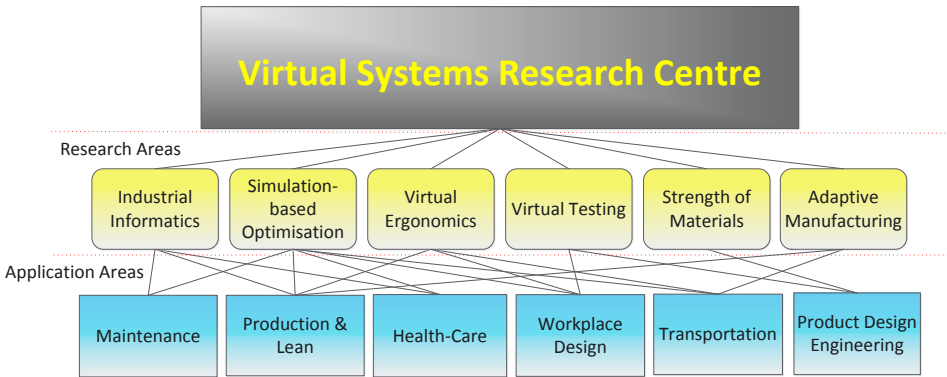 Virtual Systems Research Centre
Research Areas
Industrial
Informatics
Simulation-
based
Optimisation
Virtual
Ergonomics
Virtual Testing
Strength of
Materials
Adaptive
Manufacturing
Application Areas
Maintenance
Production &
Lean
Health-Care
Workplace
Design
Transportation
Product Design
Engineering